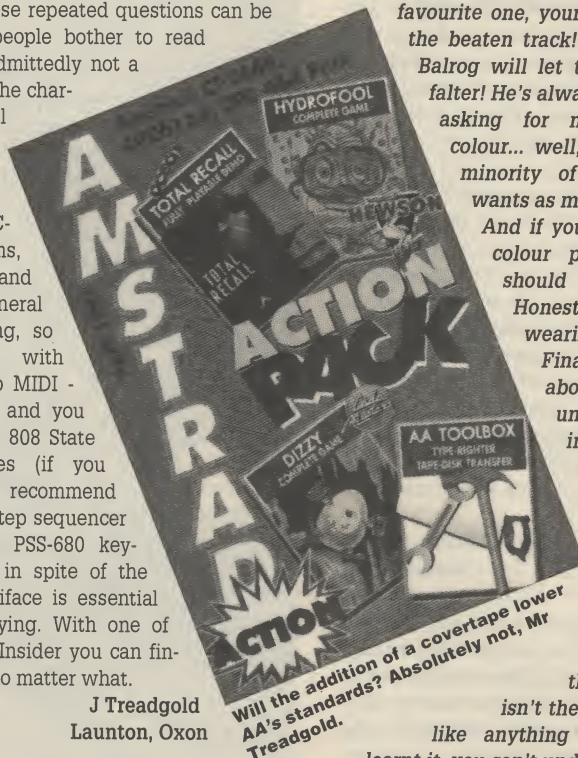 se repeated questions can be
people bother to read
dmittedly not a
he char-
l
C-
ns,
and
neral
ng, so
with
o MIDI -
and you
808 State
es (if you
recommend
tep sequencer
PSS-680 key-
in spite of the
iface is essential
ying. With one of
Insider you can fin-
o matter what.
J Treadgold
Launton, Oxon
AMSTRAD
ACTION
TOTAL RECALL
FULLY PLAYABLE DEMO
TOTAL
RECALL
HYDROFOOL
COMPLETE GAME
HEWSON
ACTION
PACK
DIZZY
COMPLETE GAME
AA TOOLBOX
TYPE-RIGHTER
TAPE-DISK TRANSFER
Will the addition of a covertape lower
AA's standards? Absolutely not, Mr
Treadgold.
favourite one, your
the beaten track!
Balrog will let t
falter! He's alwa
asking for n
colour... well,
minority of
wants as m
And if you
colour p
should
Honest
wearin
Fina
abo
un
in
th
isn't the
like anything
learnt it, you can't und